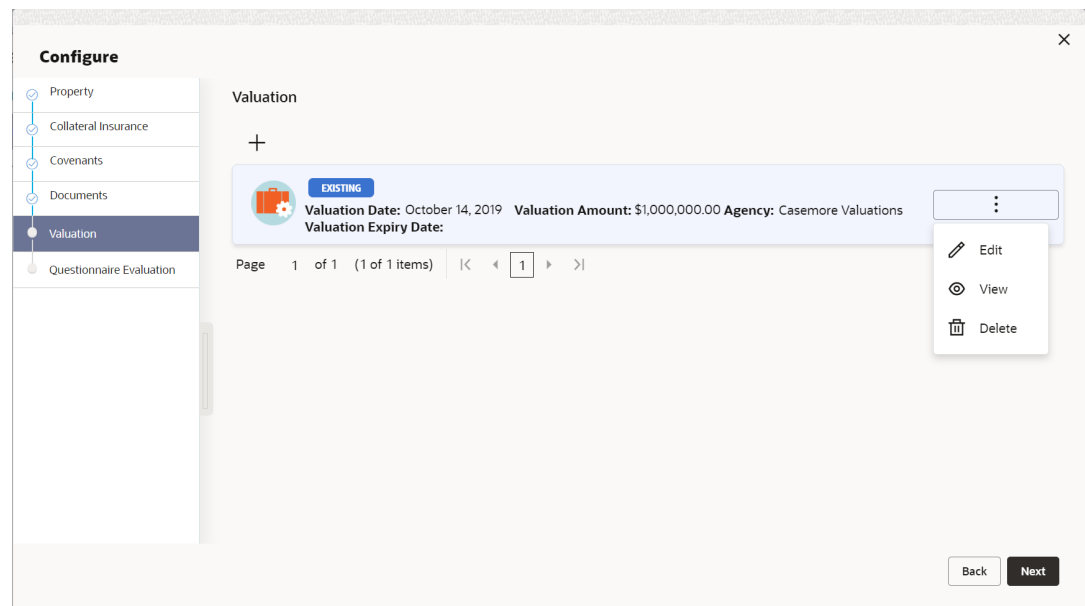 Configure
Property
Collateral Insurance
Covenants
Documents
Valuation
Questionnaire Evaluation
Valuation
EXISTING
Valuation Date: October 14, 2019 Valuation Amount: $1,000,000.00 Agency: Casemore Valuations
Valuation Expiry Date:
Page 1 of 1 (1 of 1 items) 1
Edit
View
Delete
Back Next